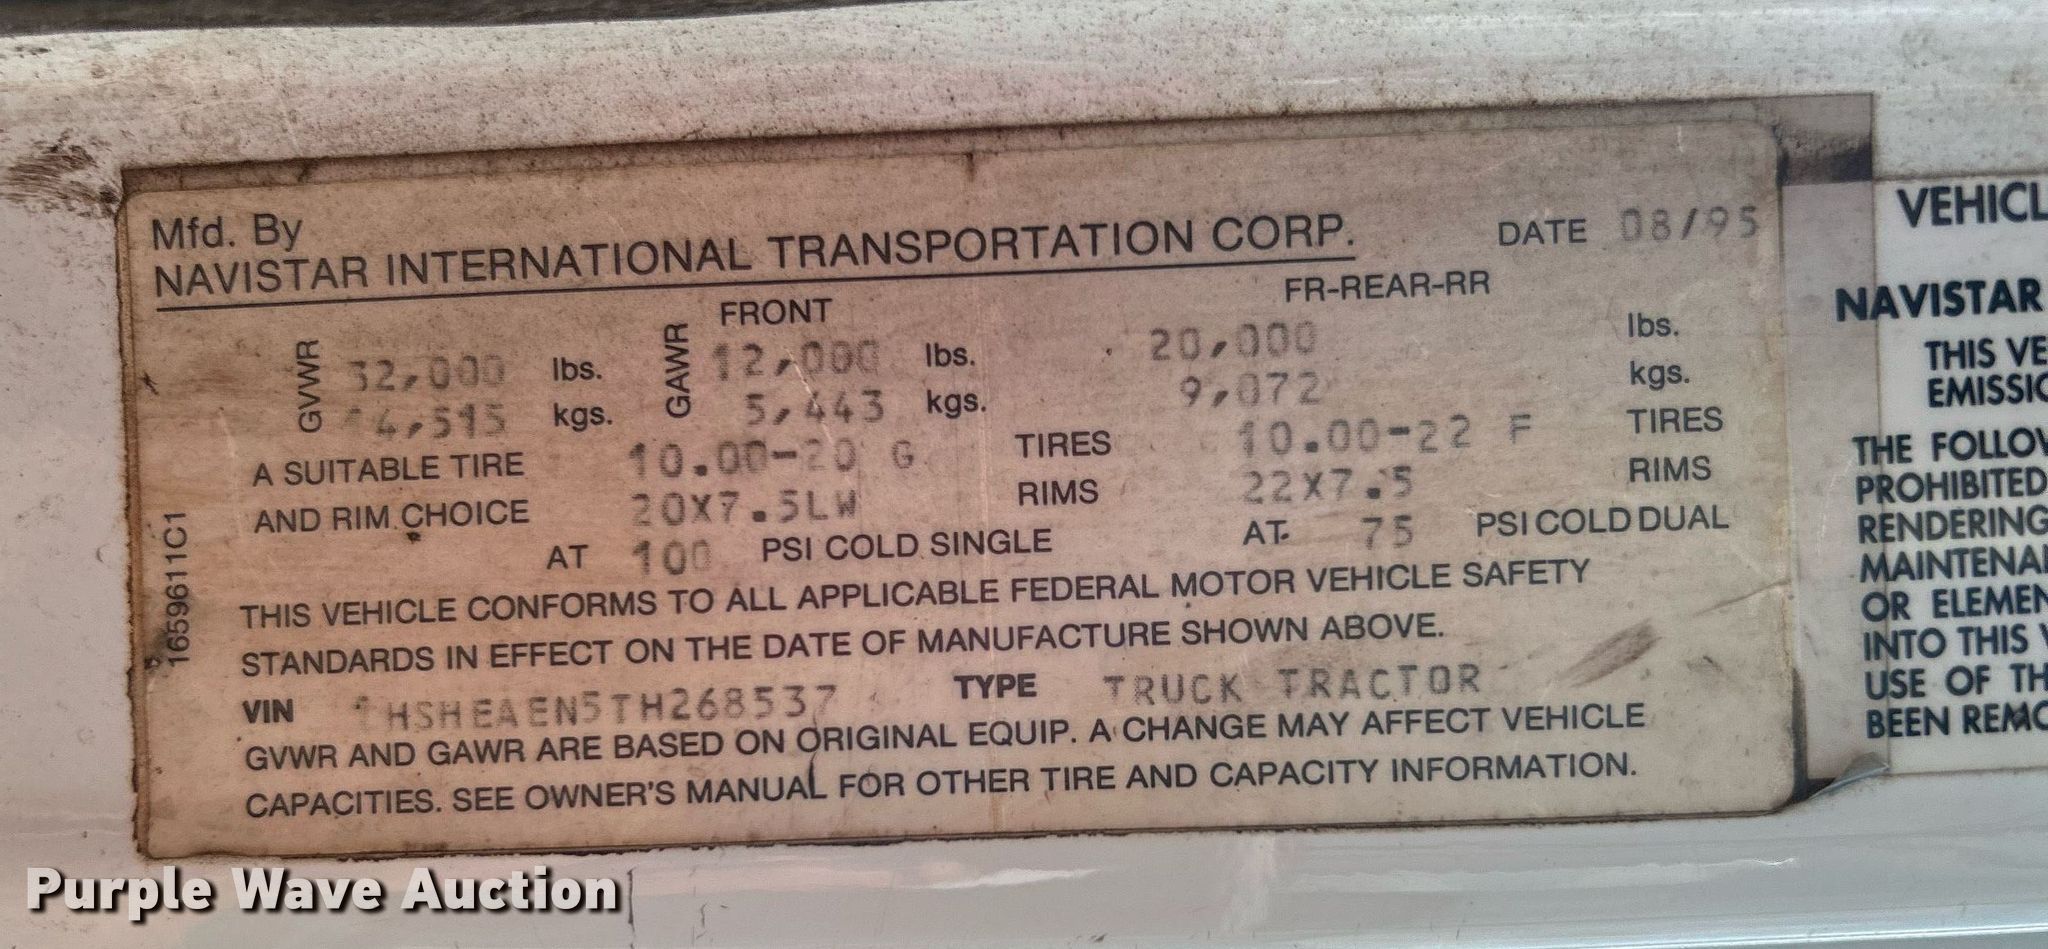 Mfd. By
NAVISTAR INTERNATIONAL TRANSPORTATION CORP.
DATE 08/95
FRONT
FR-REAR-RR
GVWR 32,000 lbs. GAWR 12,000 lbs. 20,000 lbs.
14,515 kgs. 5,443 kgs. 9,072 kgs.
A SUITABLE TIRE 10.00-20 G TIRES 10.00-22 F TIRES
AND RIM CHOICE 20X7.5LW RIMS 22X7.5 RIMS
AT 100 PSI COLD SINGLE AT 75 PSI COLD DUAL
THIS VEHICLE CONFORMS TO ALL APPLICABLE FEDERAL MOTOR VEHICLE SAFETY
STANDARDS IN EFFECT ON THE DATE OF MANUFACTURE SHOWN ABOVE.
VIN 1HSHEAEN5TH268537 TYPE TRUCK TRACTOR
GVWR AND GAWR ARE BASED ON ORIGINAL EQUIP. A CHANGE MAY AFFECT VEHICLE
CAPACITIES. SEE OWNER'S MANUAL FOR OTHER TIRE AND CAPACITY INFORMATION.
1659611C1
VEHICL
NAVISTAR
THIS VE
EMISSIO
THE FOLLOW
PROHIBITED
RENDERING
MAINTENA
OR ELEMEN
INTO THIS
USE OF TH
BEEN REMO
Purple Wave Auction